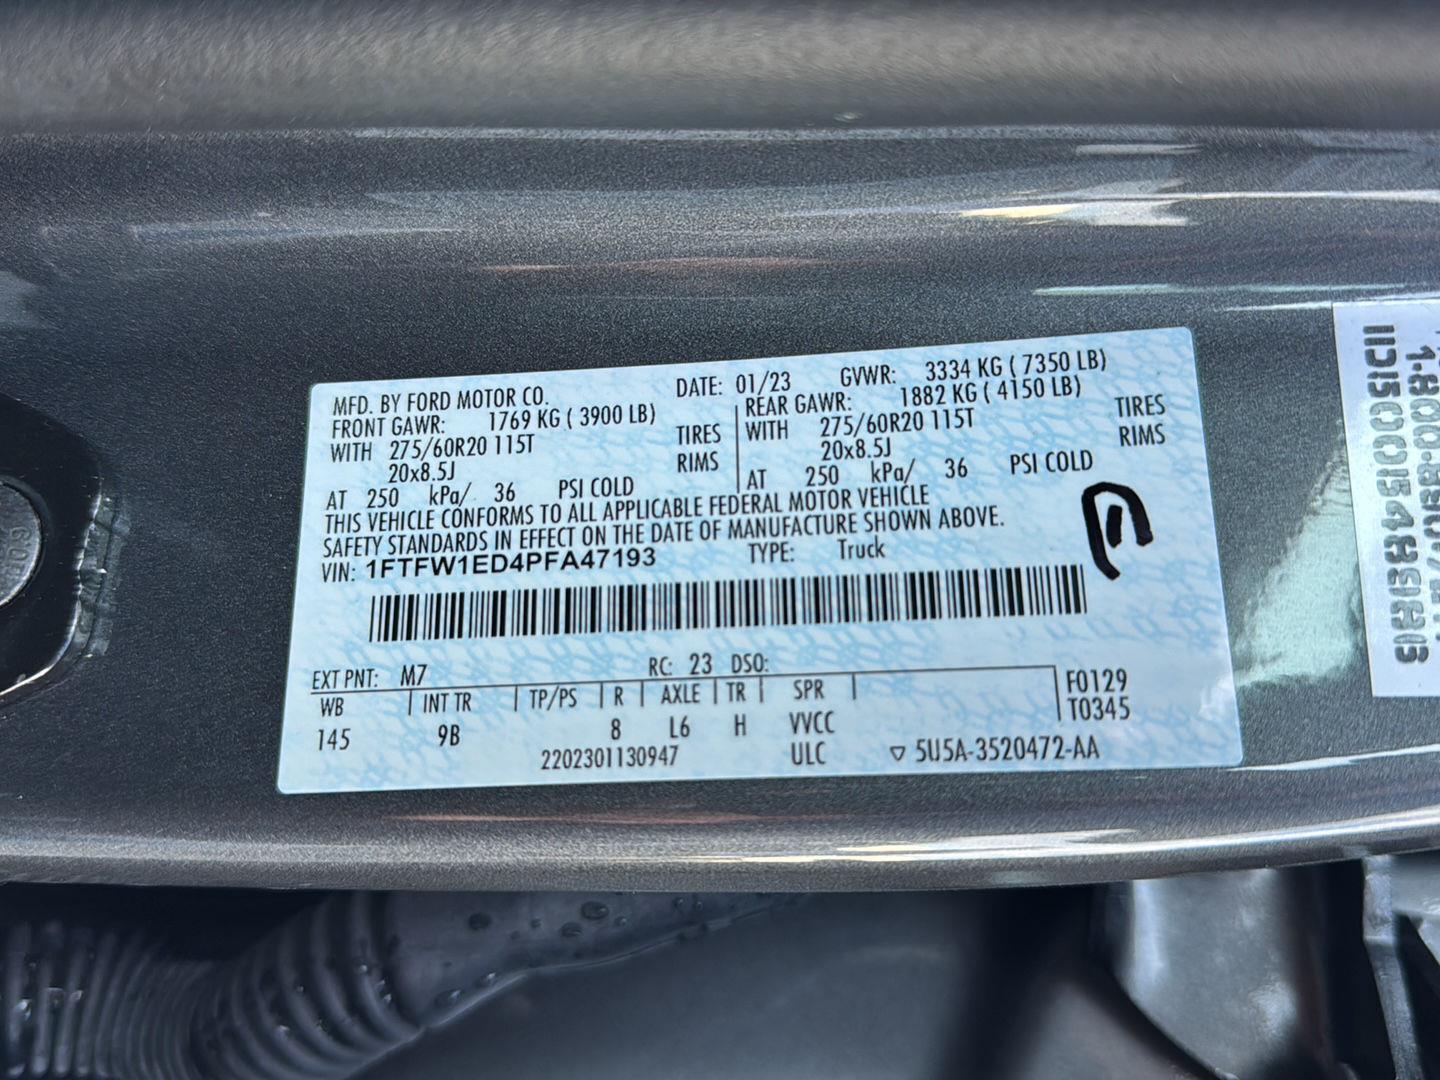 MFD. BY FORD MOTOR CO. DATE: 01/23 GVWR: 3334 KG ( 7350 LB)
FRONT GAWR: 1769 KG ( 3900 LB) REAR GAWR: 1882 KG ( 4150 LB)
WITH 275/60R20 115T TIRES WITH 275/60R20 115T TIRES
20x8.5J RIMS 20x8.5J RIMS
AT 250 kPa/ 36 PSI COLD AT 250 kPa/ 36 PSI COLD
THIS VEHICLE CONFORMS TO ALL APPLICABLE FEDERAL MOTOR VEHICLE
SAFETY STANDARDS IN EFFECT ON THE DATE OF MANUFACTURE SHOWN ABOVE.
VIN: 1FTFW1ED4PFA47193 TYPE: Truck
EXT PNT: M7 RC: 23 DSO:
WB INT TR TP/PS R AXLE TR SPR F0129
145 9B 8 L6 H VVCC T0345
2202301130947 ULC 5U5A-3520472-AA